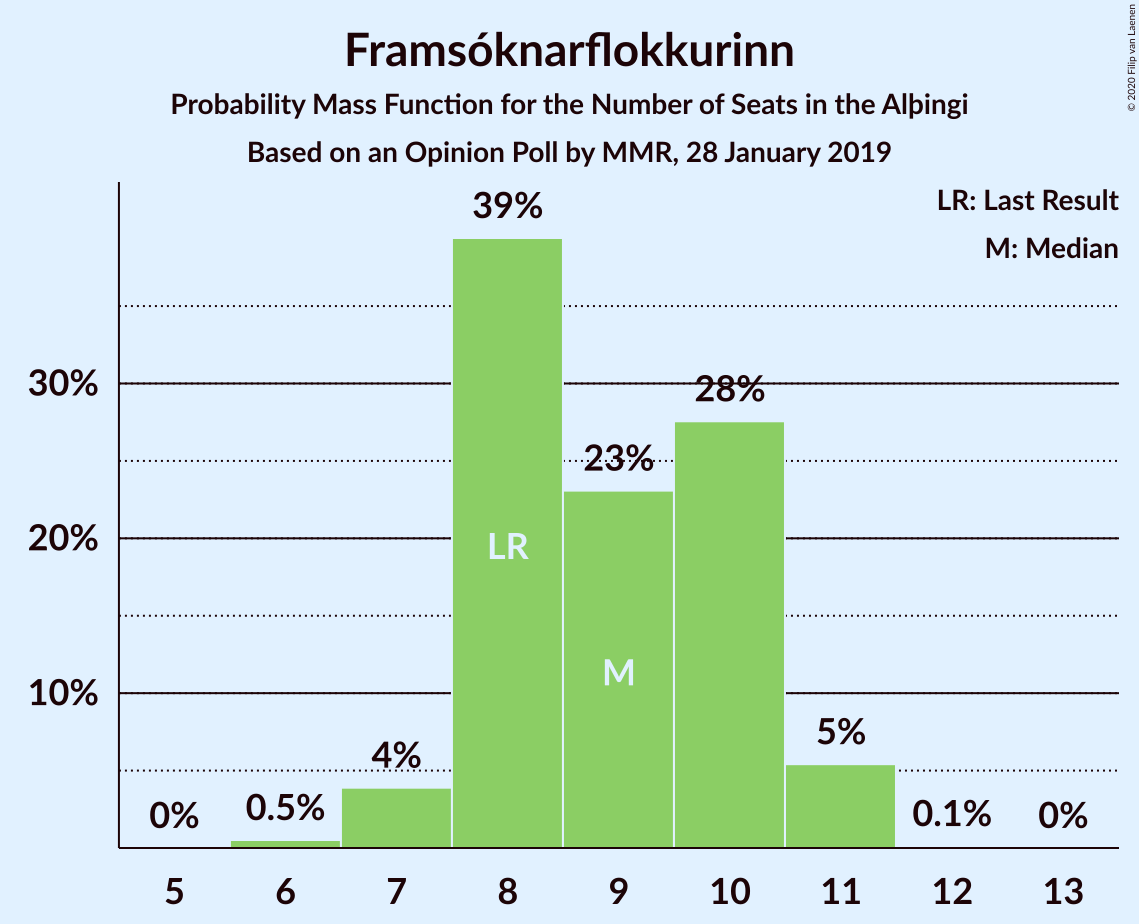 Framsóknarflokkurinn
Probability Mass Function for the Number of Seats in the Alþingi
Based on an Opinion Poll by MMR, 28 January 2019
© 2020 Filip van Laenen
LR: Last Result
M: Median
39%
30%
28%
23%
20%
LR
M
10%
5%
4%
0%
0.5%
0.1%
0%
5 6 7 8 9 10 11 12 13